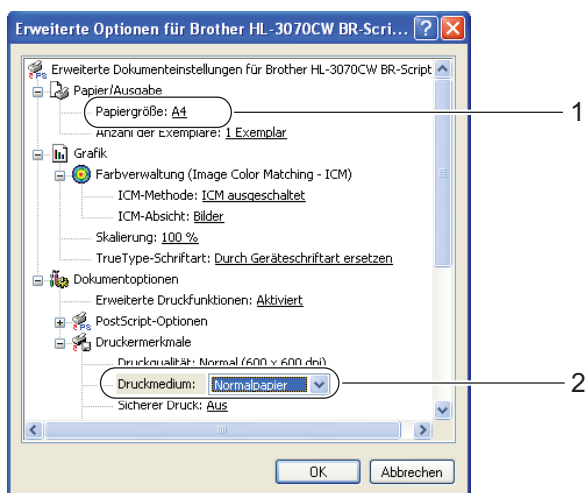 Erweiterte Optionen für Brother HL-3070CW BR-Scri...
Erweiterte Dokumenteinstellungen für Brother HL-3070CW BR-Script
Papier/Ausgabe
Papiergröße: A4
1
Anzahl der Exemplare: 1 Exemplar
Grafik
Farbverwaltung (Image Color Matching - ICM)
ICM-Methode: ICM ausgeschaltet
ICM-Absicht: Bilder
Skalierung: 100 %
TrueType-Schriftart: Durch Geräteschriftart ersetzen
Dokumentoptionen
Erweiterte Druckfunktionen: Aktiviert
PostScript-Optionen
Druckermerkmale
Druckqualität: Normal (600 x 600 dpi)
Druckmedium: Normalpapier
2
Sicherer Druck: Aus
OK Abbrechen